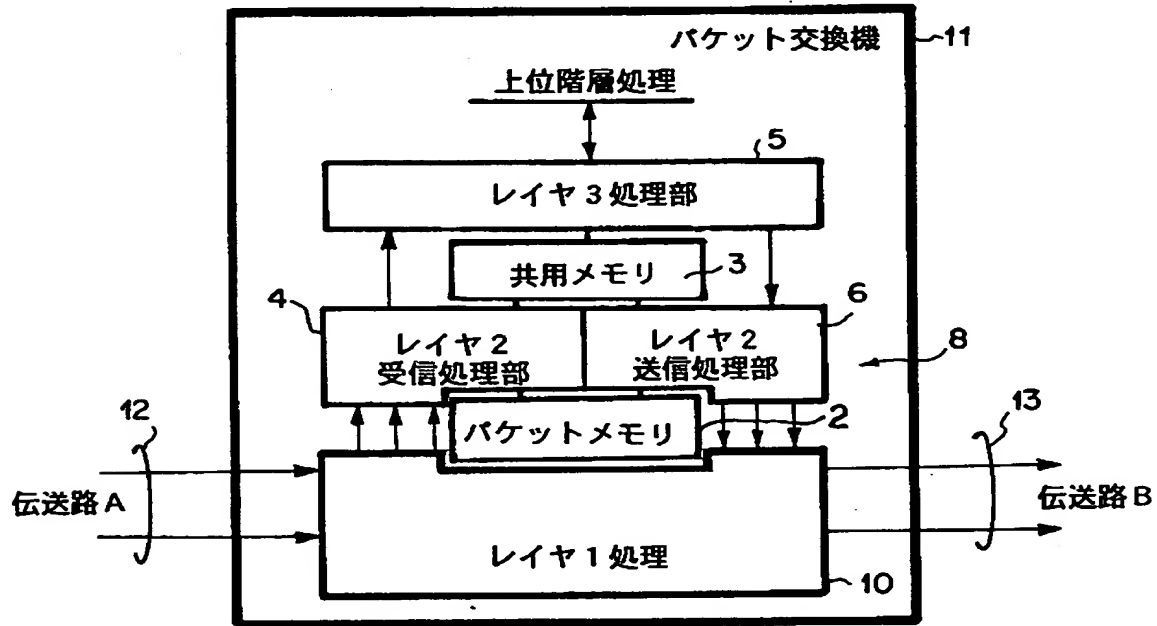 パケット交換機
11
上位階層処理
5
レイヤ3処理部
共用メモリ
3
4
6
レイヤ2
受信処理部
レイヤ2
送信処理部
8
12
パケットメモリ
2
13
伝送路A
伝送路B
レイヤ1処理
10